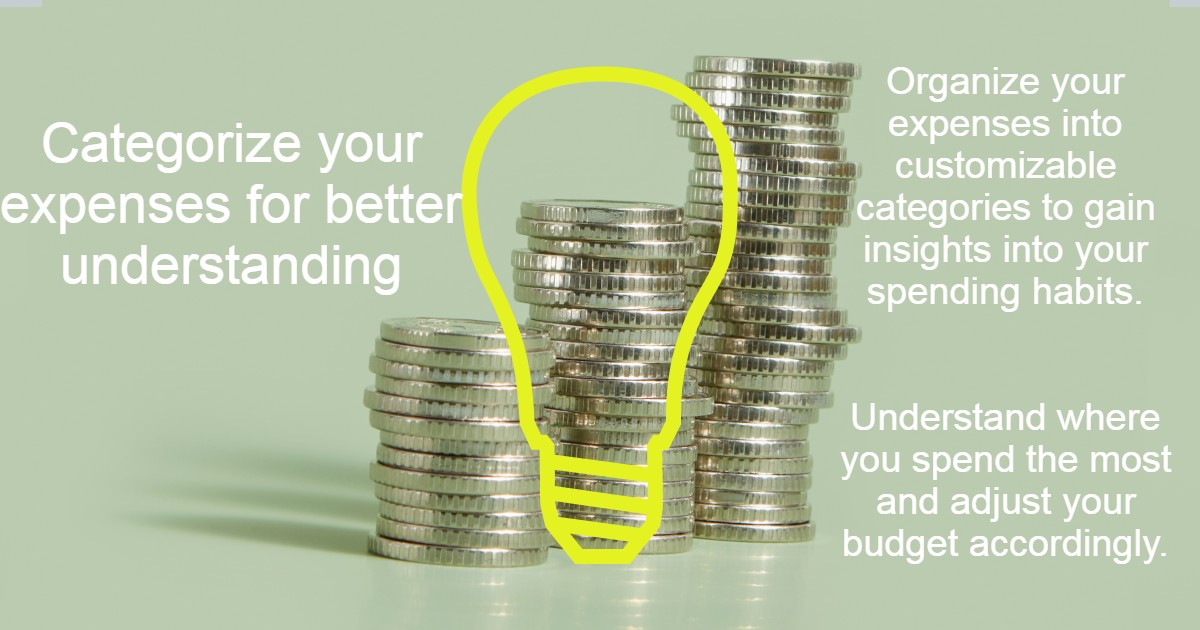 Categorize your
expenses for better
understanding
Organize your
expenses into
customizable
categories to gain
insights into your
spending habits.
Understand where
you spend the most
and adjust your
budget accordingly.